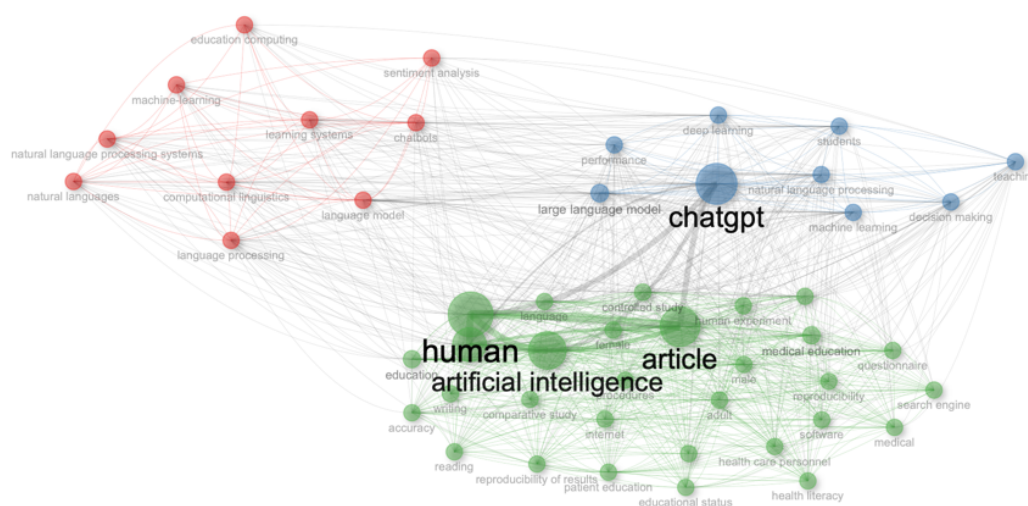 education computing
sentiment analysis
machine-learning
learning systems
chatbots
deep learning
students
natural language processing systems
performance
teaching
natural languages
computational linguistics
natural language processing
language model
large language model
decision making
chatgpt
machine learning
language processing
language
controlled study
human experiment
female
human
article
medical education
education
questionnaire
artificial intelligence
procedures
male
reproducibility
search engine
writing
comparative study
adult
accuracy
internet
software
medical
reading
health care personnel
reproducibility of results
patient education
educational status
health literacy